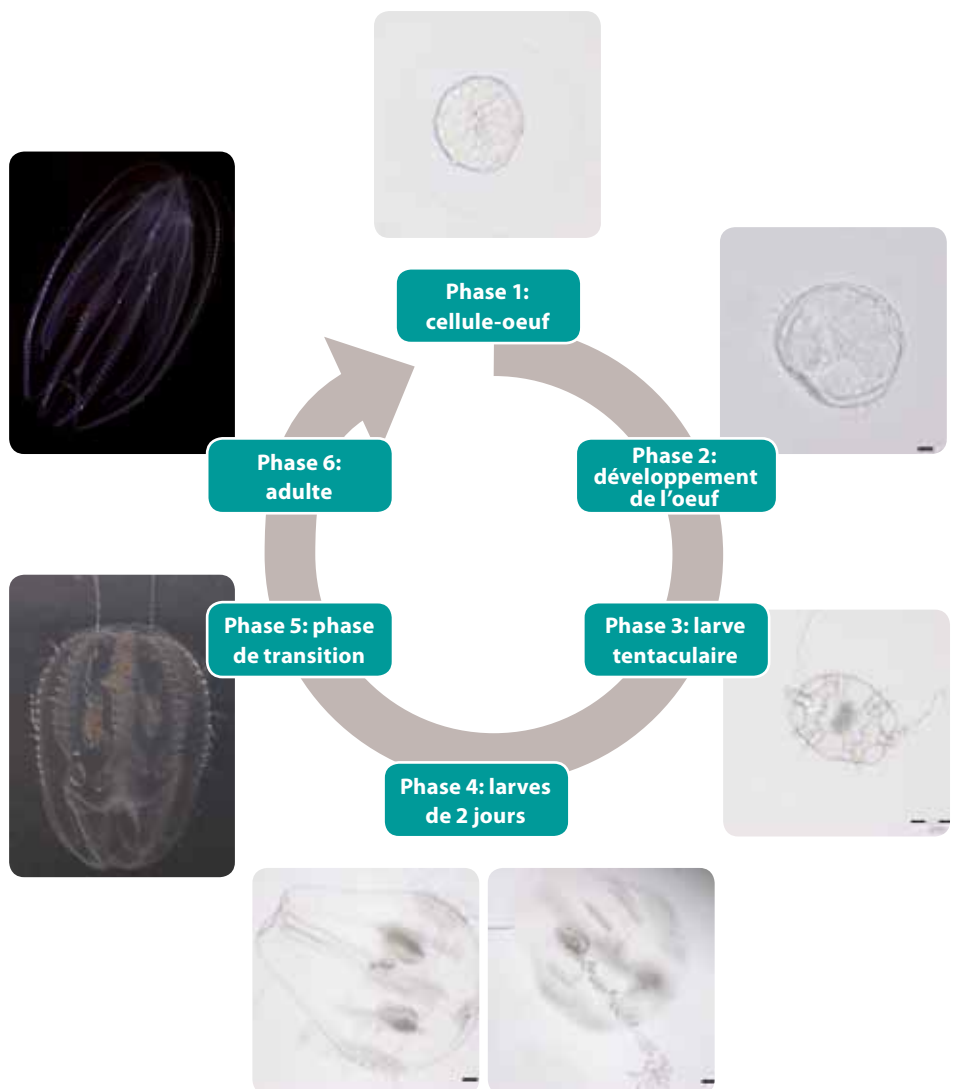 Phase 1:
cellule-oeuf
Phase 2:
développement
de l'oeuf
Phase 3: larve
tentaculaire
Phase 4: larves
de 2 jours
Phase 5: phase
de transition
Phase 6:
adulte